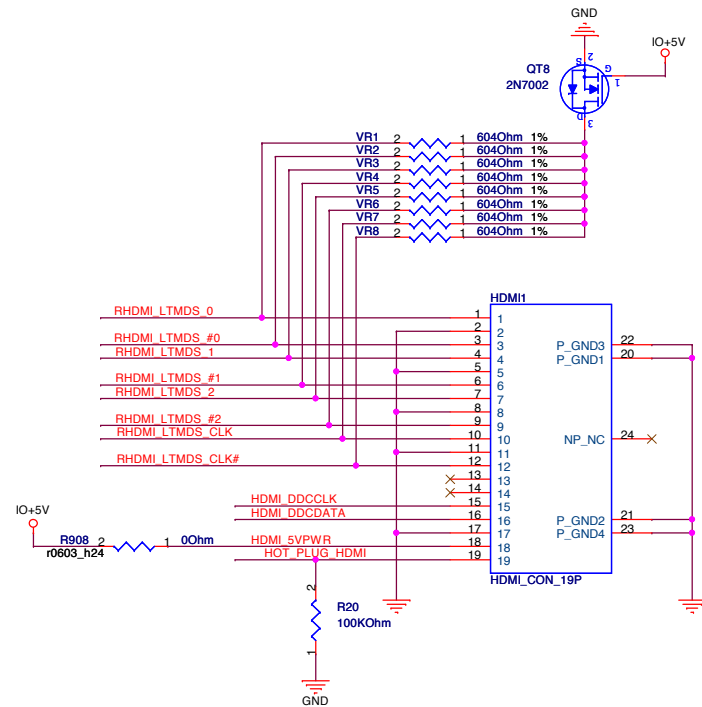 GND
IO+5V
S 2
G
1
QT8
2N7002
D
3
VR1 2 1 604Ohm 1%
VR2 2 1 604Ohm 1%
VR3 2 1 604Ohm 1%
VR4 2 1 604Ohm 1%
VR5 2 1 604Ohm 1%
VR6 2 1 604Ohm 1%
VR7 2 1 604Ohm 1%
VR8 2 1 604Ohm 1%
HDMI1
RHDMI_LTMDS_0 1 1
2 2
RHDMI_LTMDS_#0 3 3 P_GND3 22
RHDMI_LTMDS_1 4 4 P_GND1 20
5 5
RHDMI_LTMDS_#1 6 6
RHDMI_LTMDS_2 7 7
8 8
RHDMI_LTMDS_#2 9 9
RHDMI_LTMDS_CLK 10 10 NP_NC 24
11 11
RHDMI_LTMDS_CLK# 12 12
13 13
14 14
HDMI_DDCCLK 15 15
HDMI_DDCDATA 16 16 P_GND2 21
17 17 P_GND4 23
IO+5V
R908 2 1 0Ohm HDMI_5VPWR 18 18
r0603_h24
HOT_PLUG_HDMI 19 19
HDMI_CON_19P
2
R20
100KOhm
1
GND